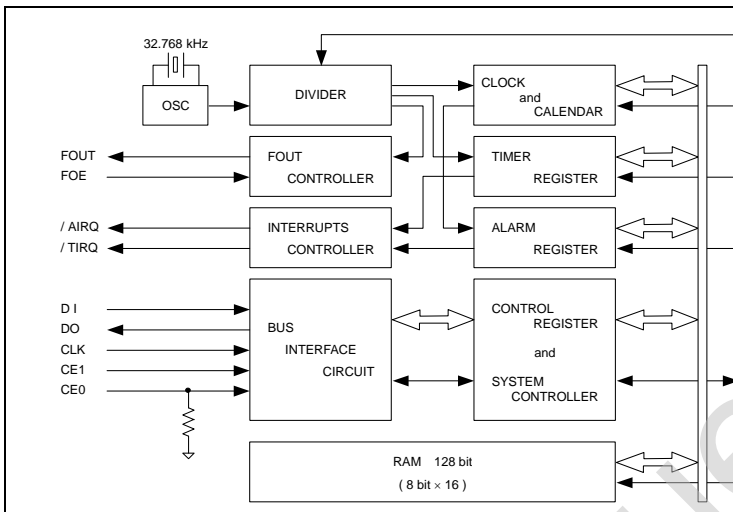 32.768 kHz
OSC
DIVIDER
CLOCK
and
CALENDAR
FOUT
FOE
FOUT
CONTROLLER
TIMER
REGISTER
/ AIRQ
/ TIRQ
INTERRUPTS
CONTROLLER
ALARM
REGISTER
D I
DO
CLK
CE1
CE0
BUS
INTERFACE
CIRCUIT
CONTROL
REGISTER
and
SYSTEM
CONTROLLER
RAM 128 bit
( 8 bit × 16 )